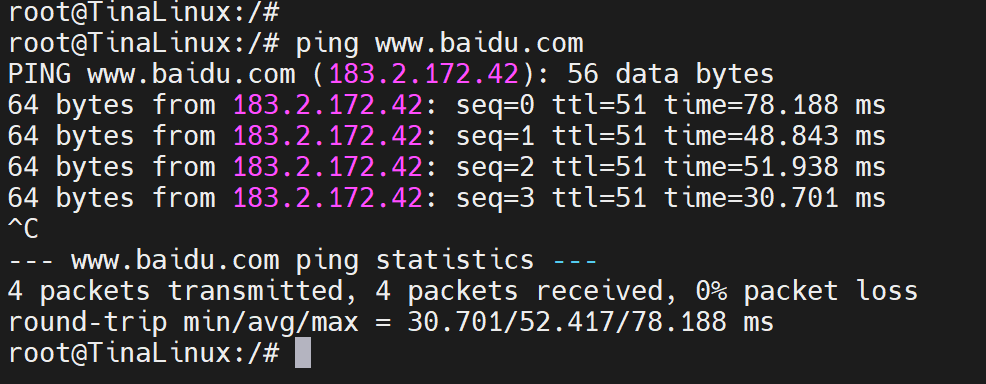 root@TinaLinux:/#
root@TinaLinux:/# ping www.baidu.com
PING www.baidu.com (183.2.172.42): 56 data bytes
64 bytes from 183.2.172.42: seq=0 ttl=51 time=78.188 ms
64 bytes from 183.2.172.42: seq=1 ttl=51 time=48.843 ms
64 bytes from 183.2.172.42: seq=2 ttl=51 time=51.938 ms
64 bytes from 183.2.172.42: seq=3 ttl=51 time=30.701 ms
^C
--- www.baidu.com ping statistics ---
4 packets transmitted, 4 packets received, 0% packet loss
round-trip min/avg/max = 30.701/52.417/78.188 ms
root@TinaLinux:/#